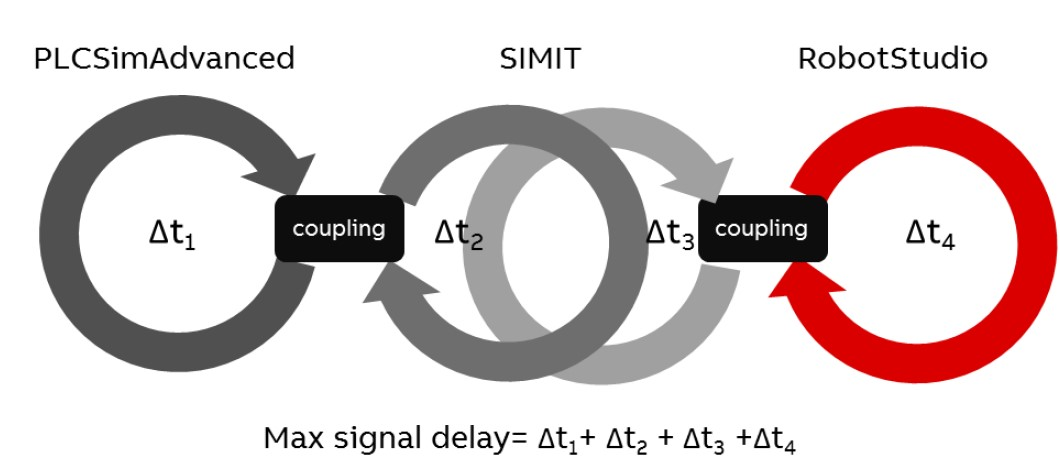 PLCSimAdvanced SIMIT RobotStudio
Δt₁ coupling Δt₂ Δt₃ coupling Δt₄
Max signal delay= Δt₁+ Δt₂ + Δt₃ +Δt₄